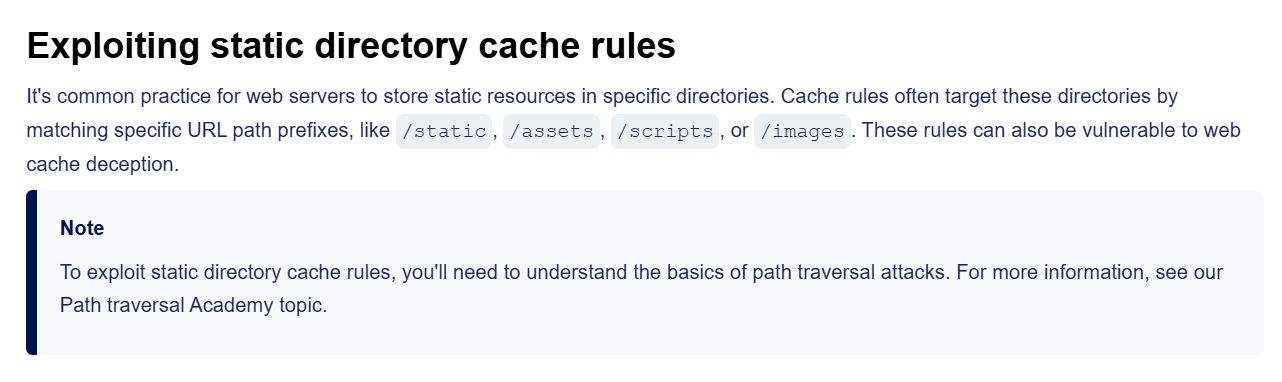 Exploiting static directory cache rules
It's common practice for web servers to store static resources in specific directories. Cache rules often target these directories by
matching specific URL path prefixes, like /static, /assets, /scripts, or /images. These rules can also be vulnerable to web
cache deception.
Note
To exploit static directory cache rules, you'll need to understand the basics of path traversal attacks. For more information, see our
Path traversal Academy topic.